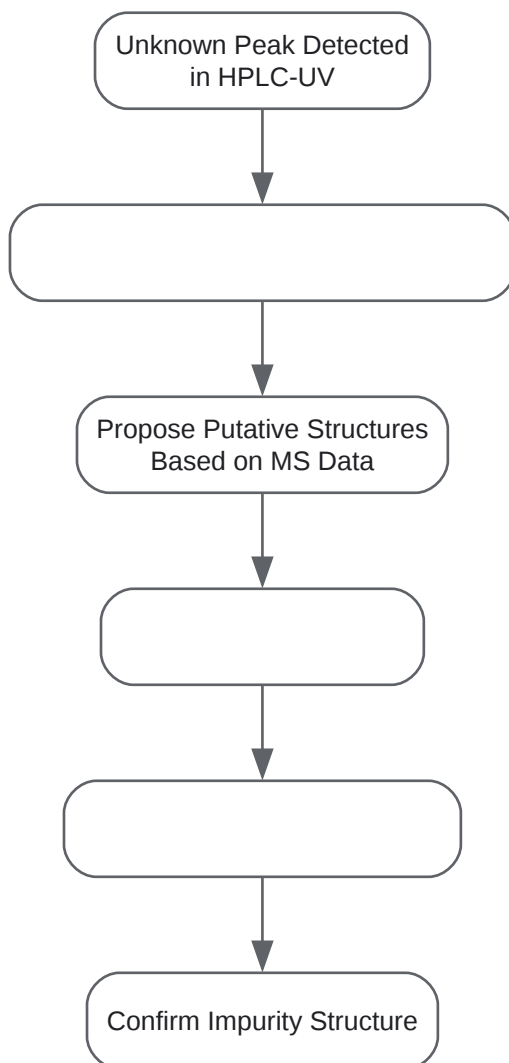 Unknown Peak Detected
in HPLC-UV
Propose Putative Structures
Based on MS Data
Confirm Impurity Structure